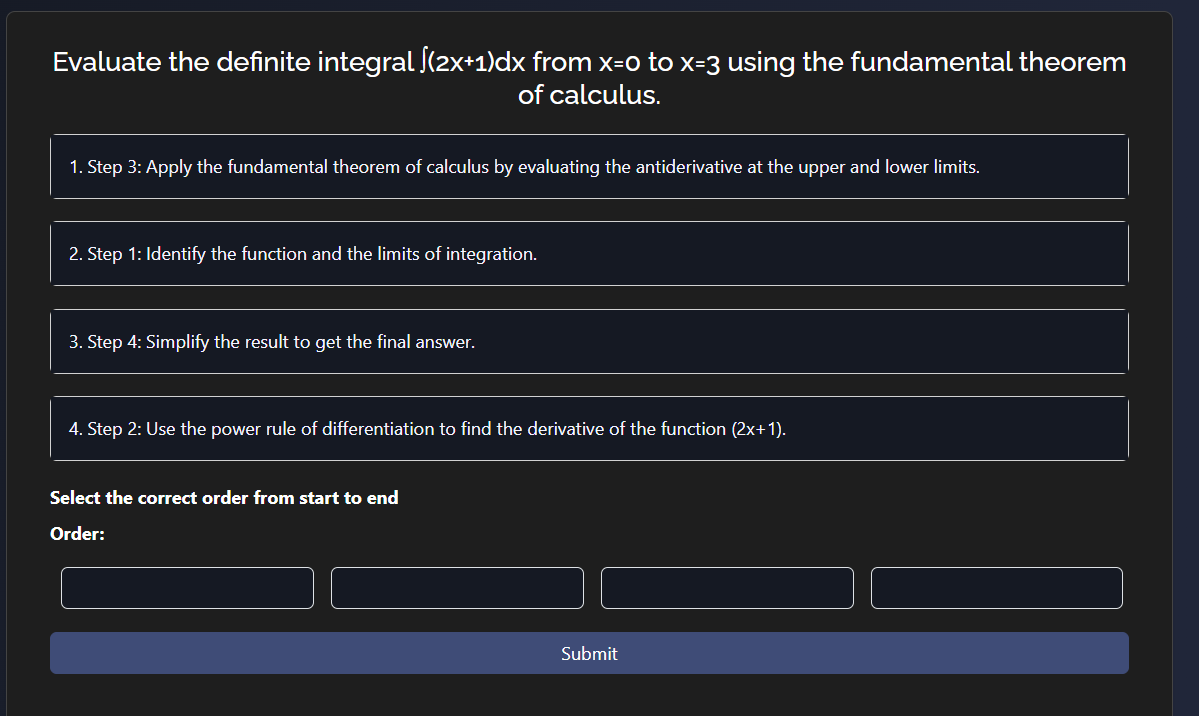 Evaluate the definite integral ∫(2x+1)dx from x=0 to x=3 using the fundamental theorem
of calculus.
1. Step 3: Apply the fundamental theorem of calculus by evaluating the antiderivative at the upper and lower limits.
2. Step 1: Identify the function and the limits of integration.
3. Step 4: Simplify the result to get the final answer.
4. Step 2: Use the power rule of differentiation to find the derivative of the function (2x+1).
Select the correct order from start to end
Order:
Submit